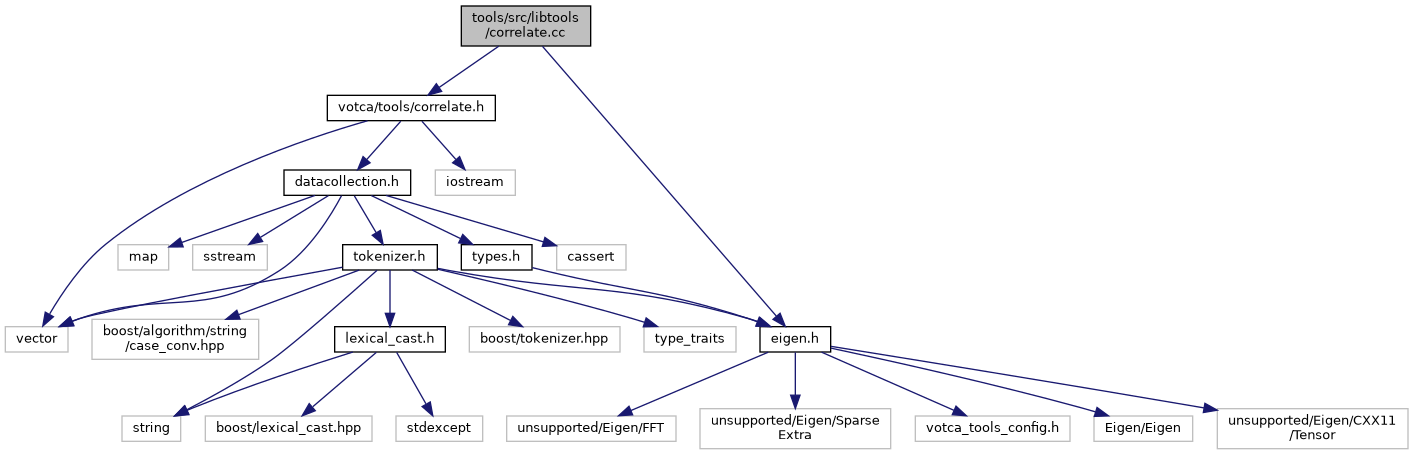 tools/src/libtools
/correlate.cc
votca/tools/correlate.h
datacollection.h
iostream
map
sstream
tokenizer.h
types.h
cassert
vector
boost/algorithm/string
/case_conv.hpp
lexical_cast.h
boost/tokenizer.hpp
type_traits
eigen.h
string
boost/lexical_cast.hpp
stdexcept
unsupported/Eigen/FFT
unsupported/Eigen/Sparse
Extra
votca_tools_config.h
Eigen/Eigen
unsupported/Eigen/CXX11
/Tensor